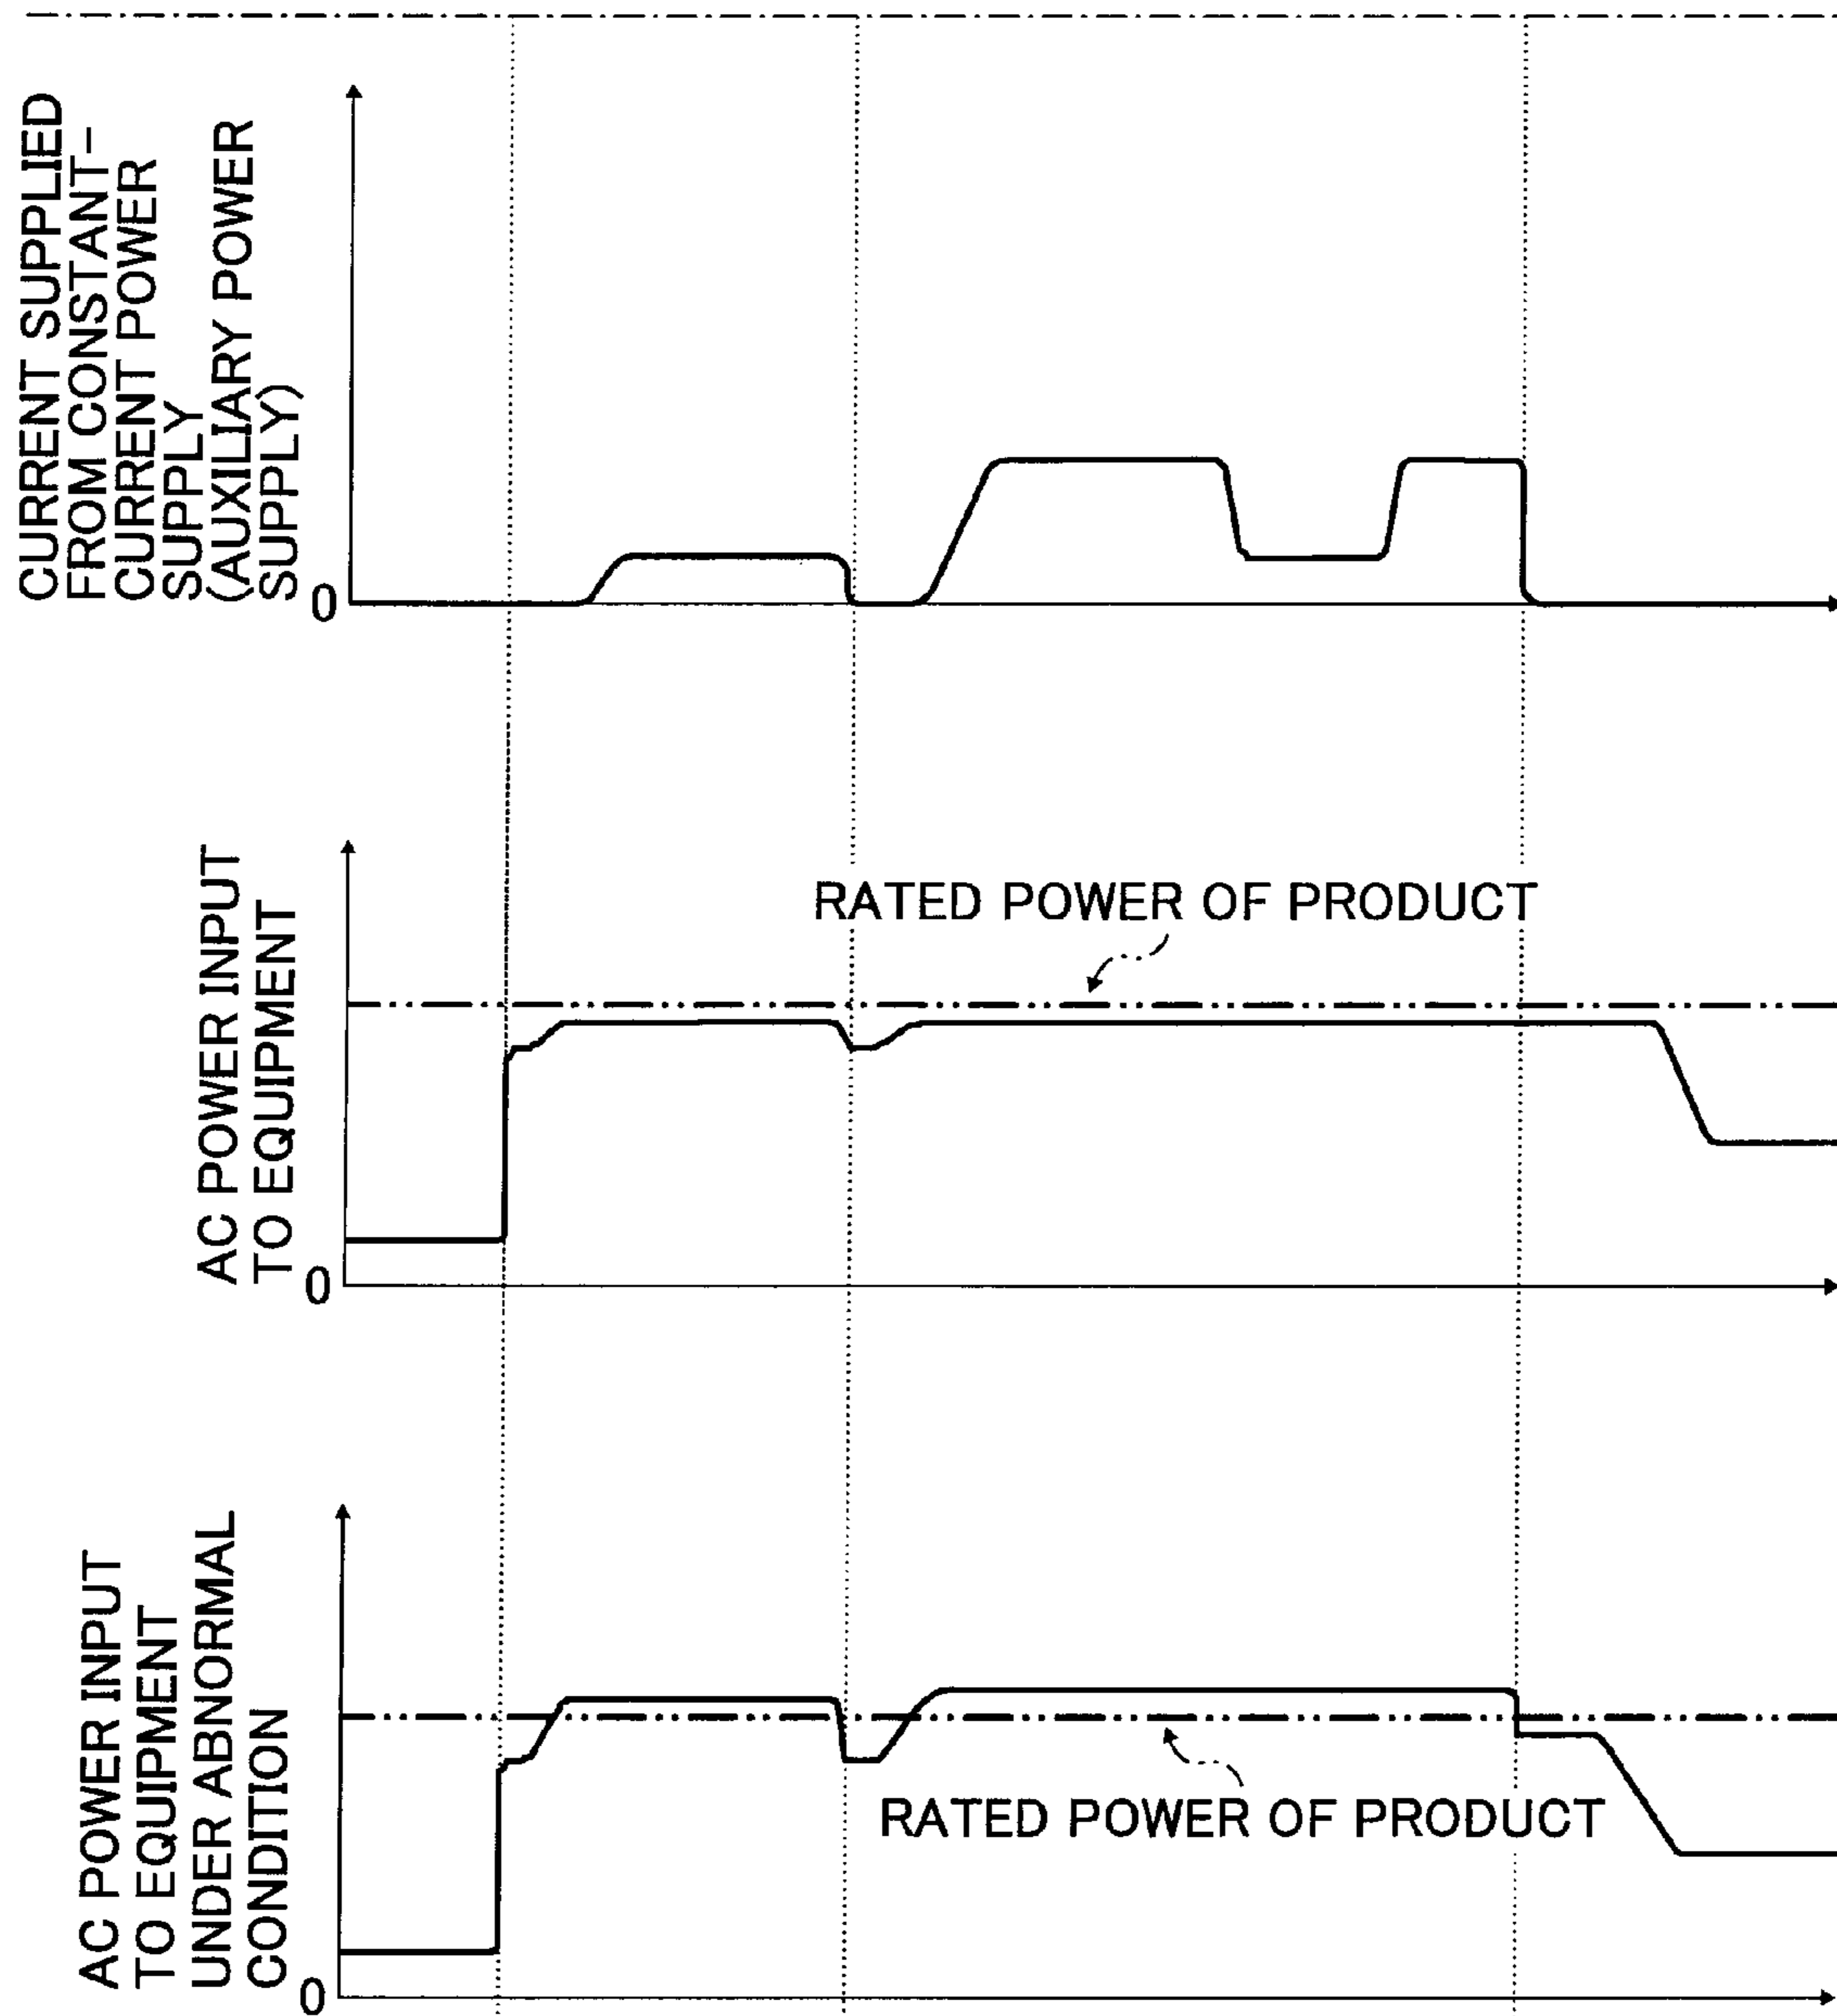 CURRENT SUPPLIED
FROM CONSTANT-
CURRENT POWER
SUPPLY
(AUXILIARY POWER
SUPPLY)
0
AC POWER INPUT
TO EQUIPMENT
0
RATED POWER OF PRODUCT
AC POWER INPUT
TO EQUIPMENT
UNDER ABNORMAL
CONDITION
0
RATED POWER OF PRODUCT